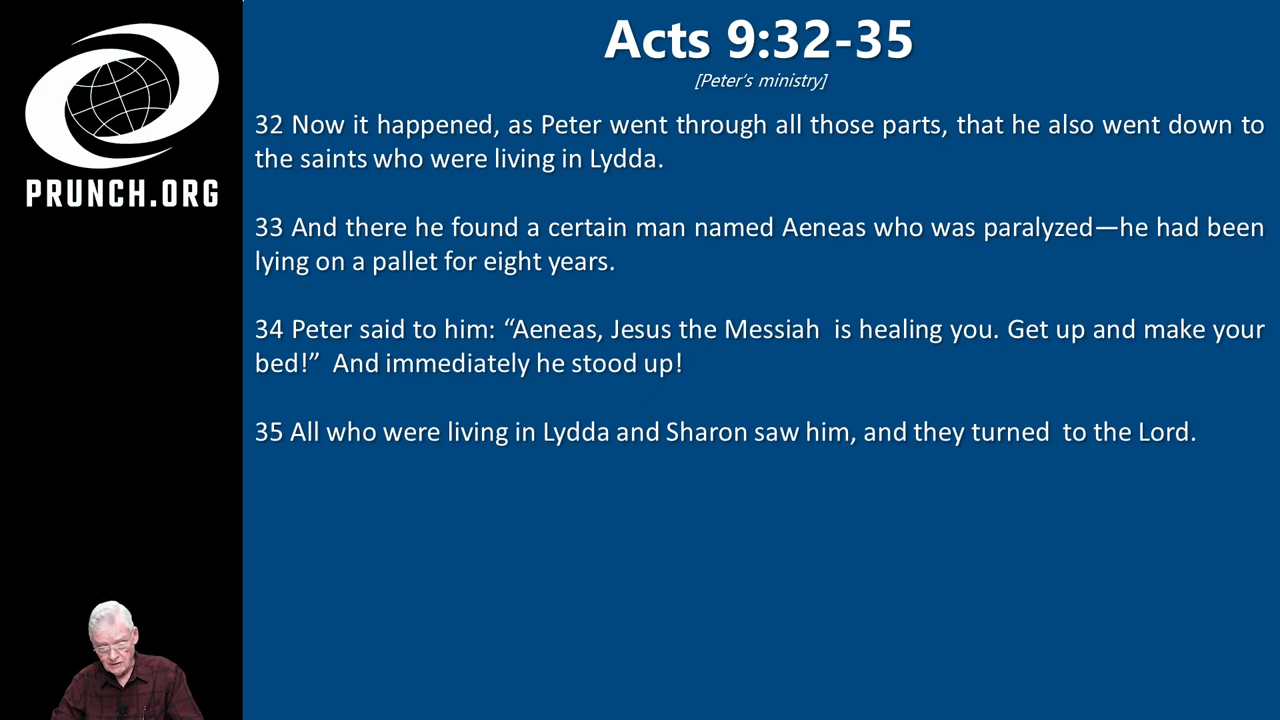 PRUNCH.ORG
Acts 9:32-35
[Peter's ministry]
32 Now it happened, as Peter went through all those parts, that he also went down to
the saints who were living in Lydda.
33 And there he found a certain man named Aeneas who was paralyzed—he had been
lying on a pallet for eight years.
34 Peter said to him: “Aeneas, Jesus the Messiah  is healing you. Get up and make your
bed!”  And immediately he stood up!
35 All who were living in Lydda and Sharon saw him, and they turned  to the Lord.